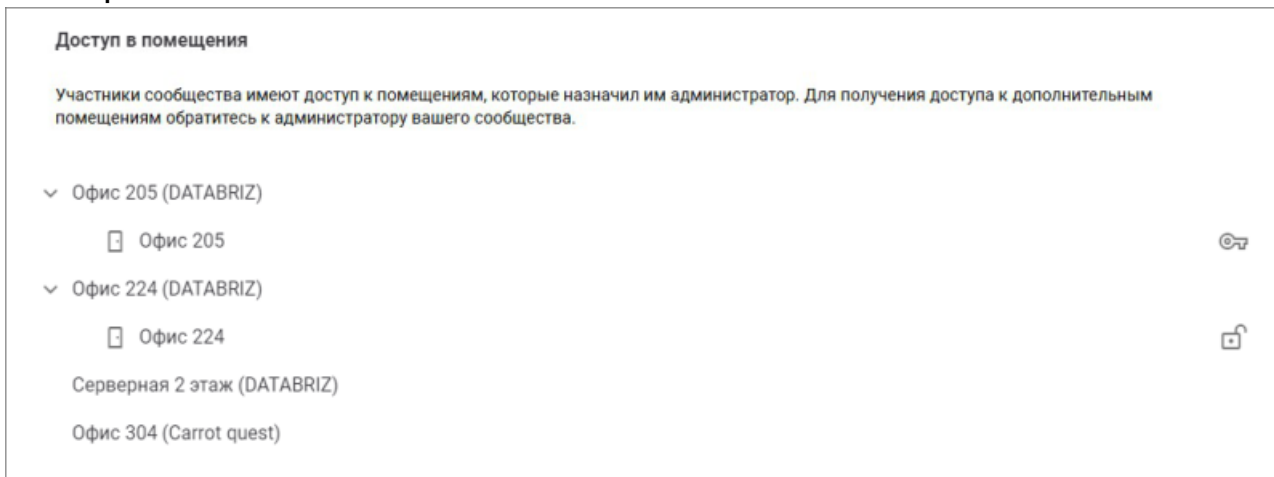 Доступ в помещения
Участники сообщества имеют доступ к помещениям, которые назначил им администратор. Для получения доступа к дополнительным
помещениям обратитесь к администратору вашего сообщества.
Офис 205 (DATABRIZ)
Офис 205
Офис 224 (DATABRIZ)
Офис 224
Серверная 2 этаж (DATABRIZ)
Офис 304 (Carrot quest)